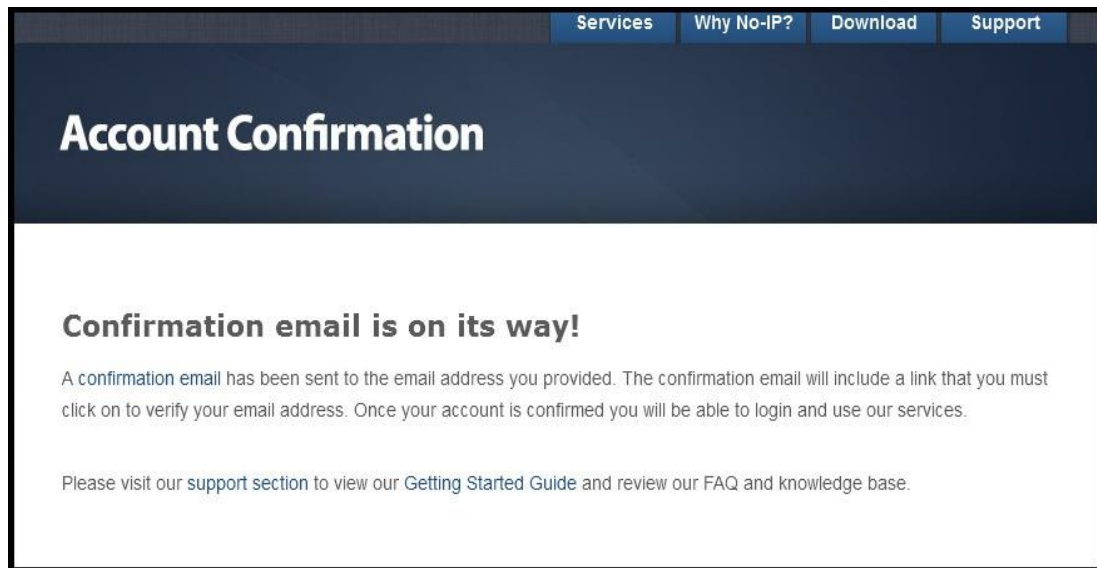 Services Why No-IP? Download Support
Account Confirmation
Confirmation email is on its way!
A confirmation email has been sent to the email address you provided. The confirmation email will include a link that you must
click on to verify your email address. Once your account is confirmed you will be able to login and use our services.
Please visit our support section to view our Getting Started Guide and review our FAQ and knowledge base.